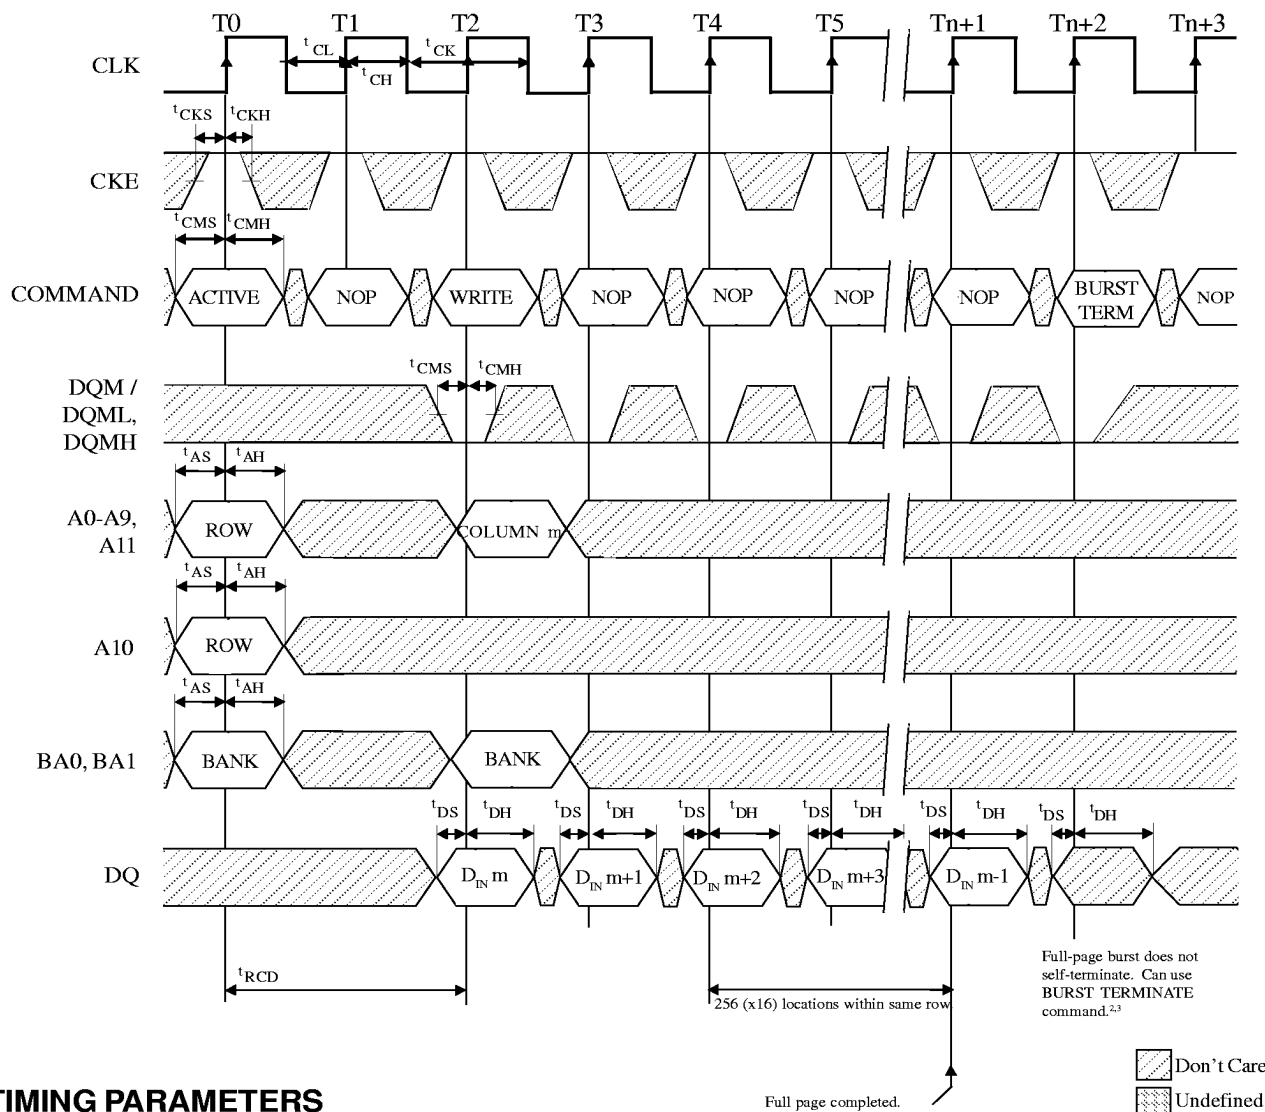 T0 T1 T2 T3 T4 T5 Tn+1 Tn+2 Tn+3
CLK
tCL tCK
tCH
tCKS tCKH
CKE
tCMS tCMH
COMMAND ACTIVE NOP WRITE NOP NOP NOP NOP BURST TERM NOP
tCMS tCMH
DQM /
DQML,
DQMH
tAS tAH
A0-A9,
A11
ROW COLUMN m
tAS tAH
A10 ROW
tAS tAH
BA0, BA1 BANK BANK
tDS tDH tDS tDH tDS tDH tDS tDH tDS tDH tDS tDH
DQ DIN m DIN m+1 DIN m+2 DIN m+3 DIN m-1
tRCD
256 (x16) locations within same row
Full-page burst does not
self-terminate. Can use
BURST TERMINATE
command.2,3
Don't Care
Undefined
Full page completed.
TIMING PARAMETERS